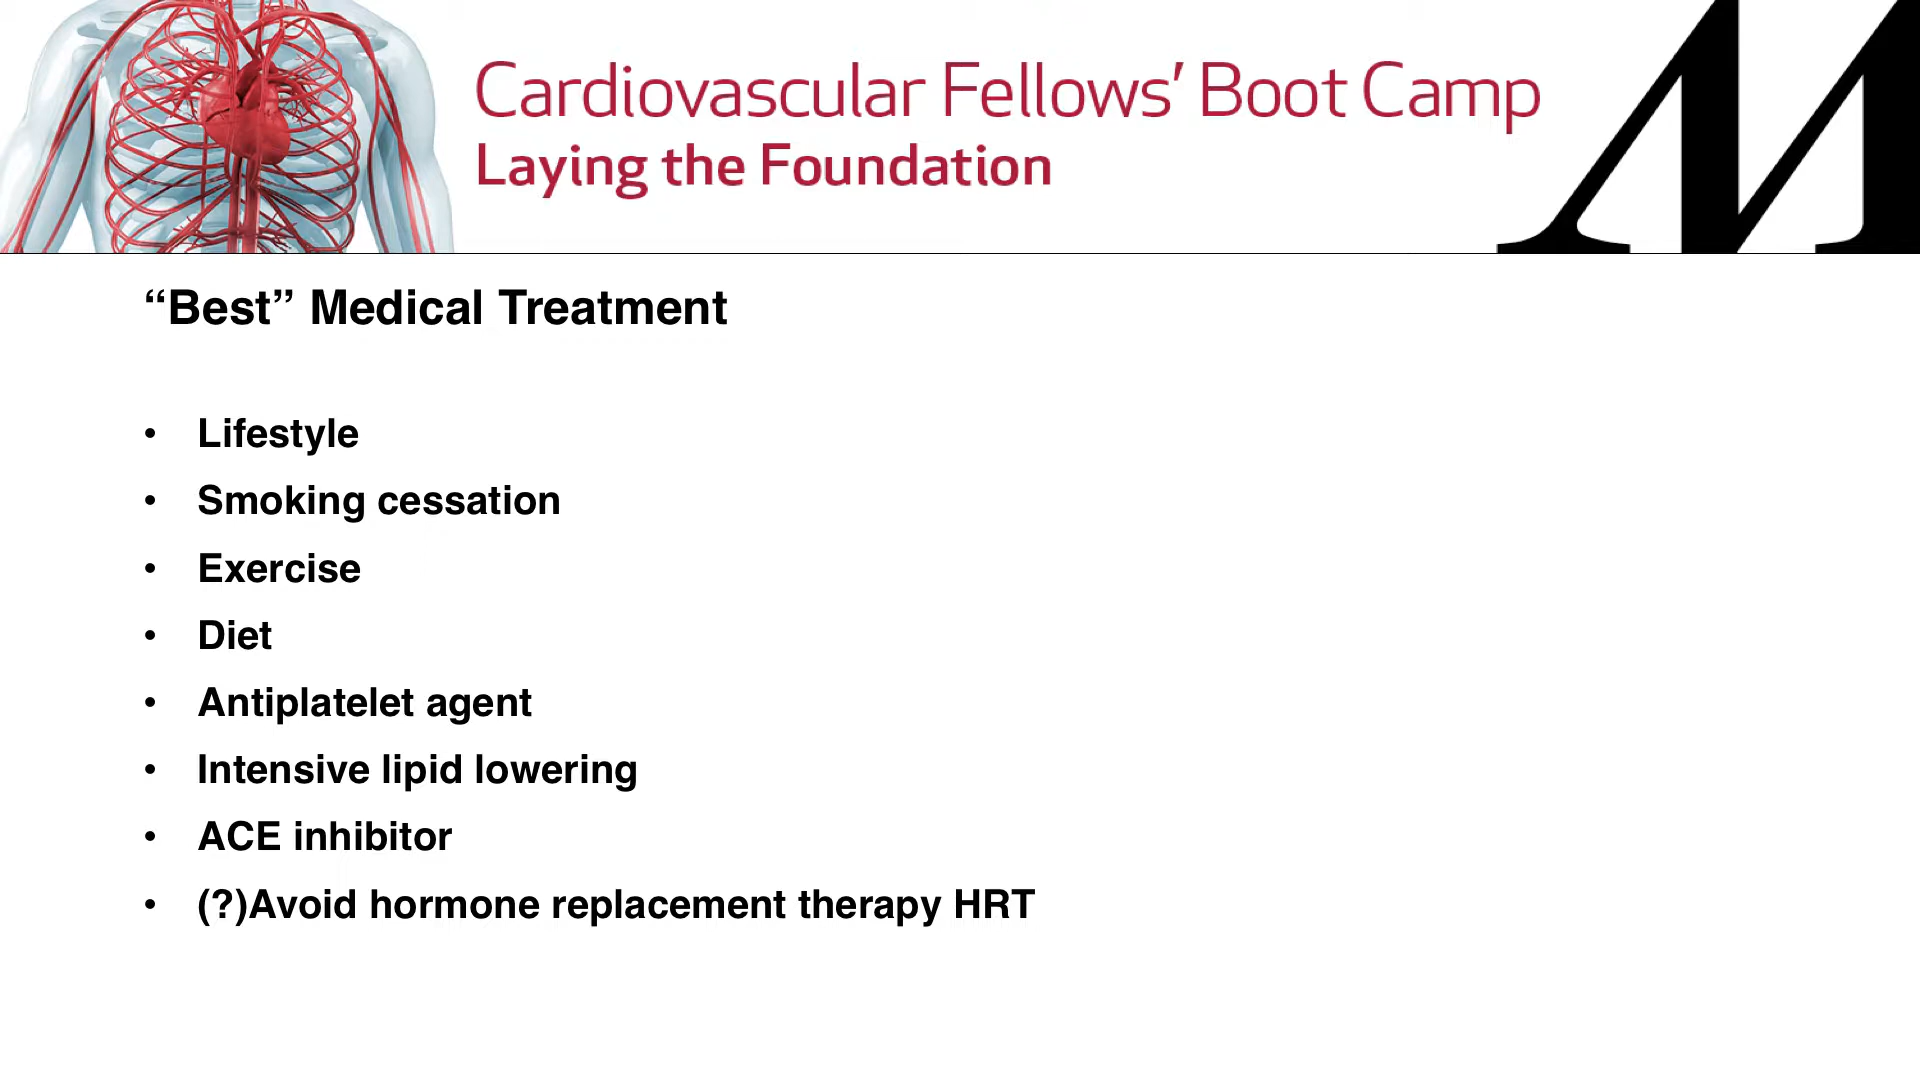 Cardiovascular Fellows’ Boot Camp
Laying the Foundation
M
“Best” Medical Treatment
• Lifestyle
• Smoking cessation
• Exercise
• Diet
• Antiplatelet agent
• Intensive lipid lowering
• ACE inhibitor
• (?)Avoid hormone replacement therapy HRT